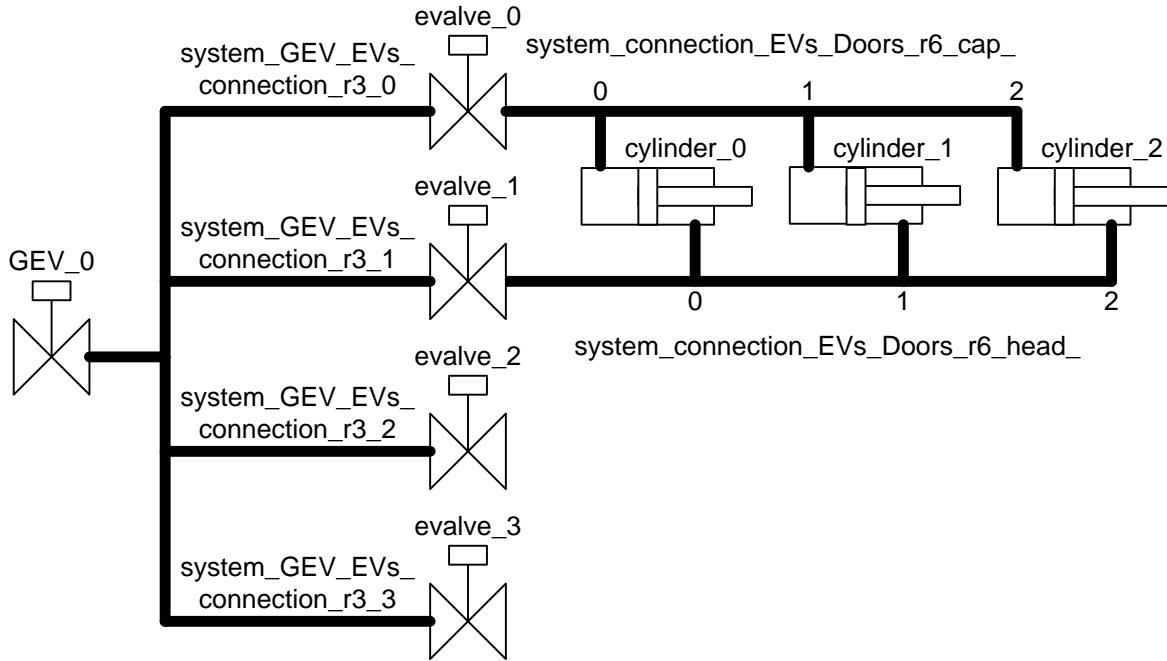 evalve_0
system_GEV_EVs_
connection_r3_0
system_connection_EVs_Doors_r6_cap_
0
1
2
cylinder_0
cylinder_1
cylinder_2
evalve_1
system_GEV_EVs_
connection_r3_1
GEV_0
0
1
2
system_connection_EVs_Doors_r6_head_
evalve_2
system_GEV_EVs_
connection_r3_2
evalve_3
system_GEV_EVs_
connection_r3_3